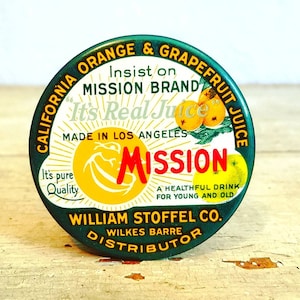 CALIFORNIA ORANGE & GRAPEFRUIT JUICE
Insist on
MISSION BRAND
"It's Real Juice"
MADE IN LOS ANGELES
MISSION
It's pure
Quality
A HEALTHFUL DRINK
FOR YOUNG AND OLD
WILLIAM STOFFEL CO.
WILKES BARRE
DISTRIBUTOR